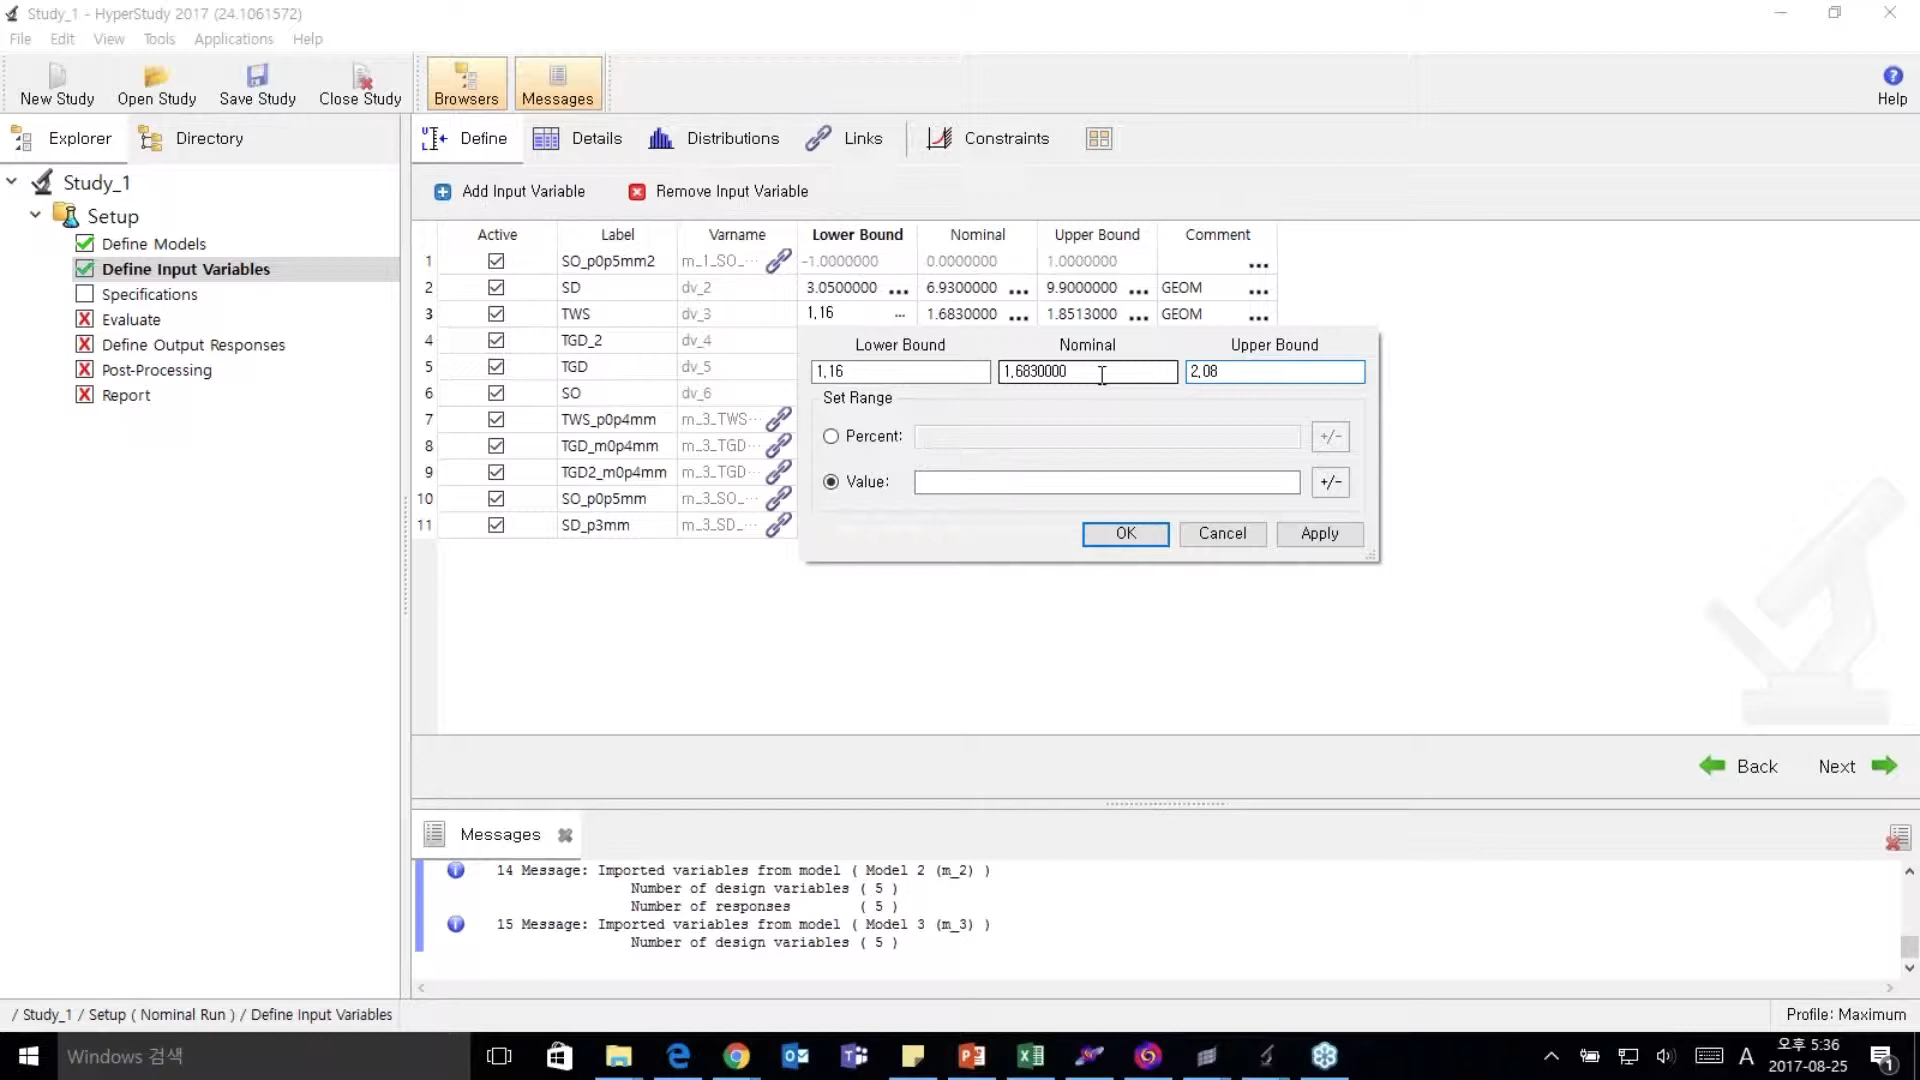 Study_1 - HyperStudy 2017 (24.1061572)
File Edit View Tools Applications Help
New Study Open Study Save Study Close Study Browsers Messages Help
Explorer Directory Define Details Distributions Links Constraints
Study_1
Setup
Define Models
Define Input Variables
Specifications
Evaluate
Define Output Responses
Post-Processing
Report
Add Input Variable Remove Input Variable
Active Label Varname Lower Bound Nominal Upper Bound Comment
1 SO_p0p5mm2 m_1_SO_... -1.0000000 0.0000000 1.0000000 ...
2 SD dv_2 3.0500000 ... 6.9300000 ... 9.9000000 ... GEOM ...
3 TWS dv_3 1.16 ... 1.6830000 ... 1.8513000 ... GEOM ...
4 TGD_2 dv_4
5 TGD dv_5
6 SO dv_6
7 TWS_p0p4mm m_3_TWS...
8 TGD_m0p4mm m_3_TGD...
9 TGD2_m0p4mm m_3_TGD...
10 SO_p0p5mm m_3_SO_...
11 SD_p3mm m_3_SD_...
Lower Bound Nominal Upper Bound
1.16 1.6830000 2.08
Set Range
Percent: +/-
Value: +/-
OK Cancel Apply
Back Next
Messages
14 Message: Imported variables from model ( Model 2 (m_2) )
Number of design variables ( 5 )
Number of responses ( 5 )
15 Message: Imported variables from model ( Model 3 (m_3) )
Number of design variables ( 5 )
/ Study_1 / Setup ( Nominal Run ) / Define Input Variables Profile: Maximum
Windows 검색 A 오후 5:36
2017-08-25 1